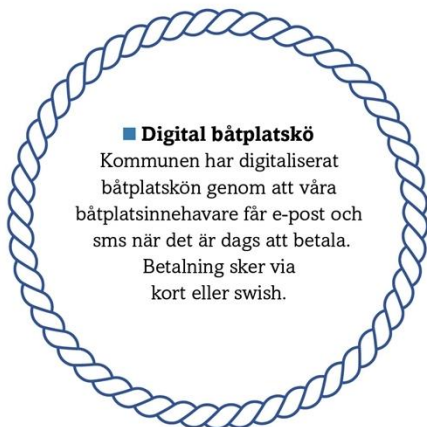 Digital båtplatskö
Kommunen har digitaliserat
båtplatskön genom att våra
båtplatsinnehavare får e-post och
sms när det är dags att betala.
Betalning sker via
kort eller swish.